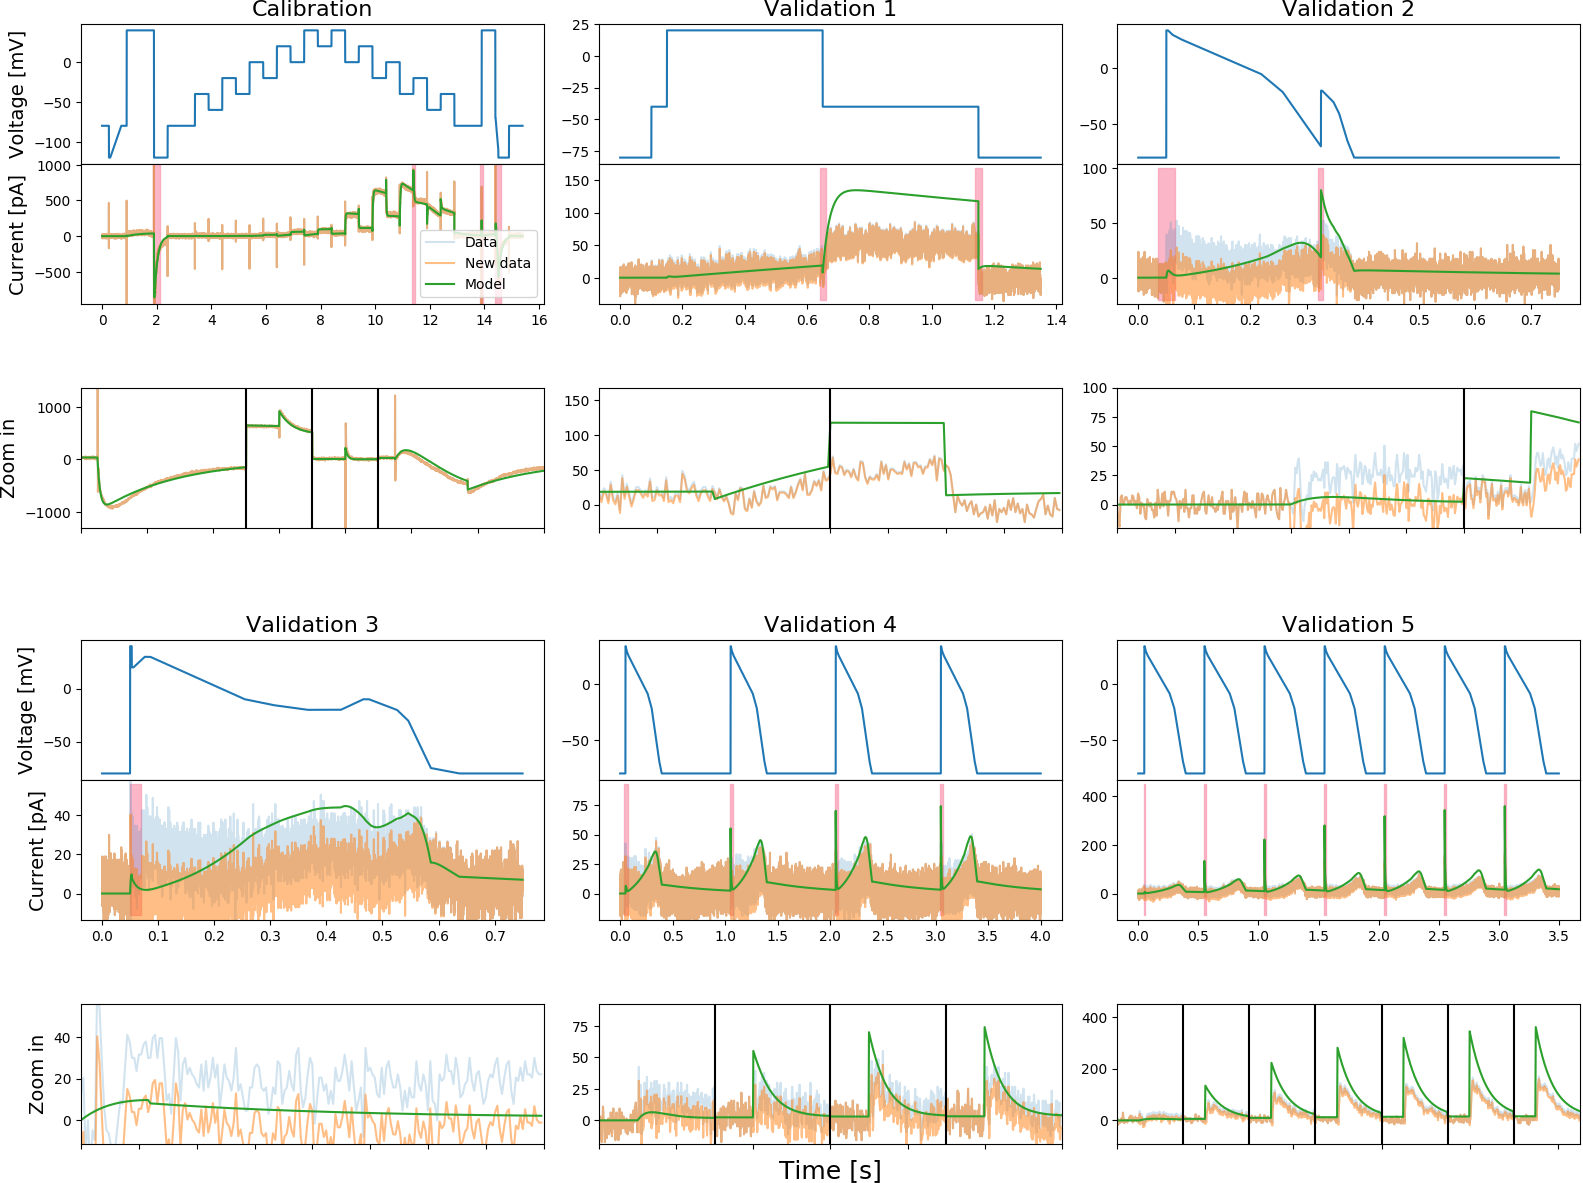 Calibration
Validation 1
Validation 2
Voltage [mV]
0
−50
−100
25
0
−25
−50
−75
0
−50
Current [pA]
1000
500
0
−500
Data
New data
Model
150
100
50
0
100
50
0
0 2 4 6 8 10 12 14 16
0.0 0.2 0.4 0.6 0.8 1.0 1.2 1.4
0.0 0.1 0.2 0.3 0.4 0.5 0.6 0.7
Zoom in
1000
0
−1000
150
100
50
0
100
75
50
25
0
Validation 3
Validation 4
Validation 5
Voltage [mV]
0
−50
0
−50
0
−50
Current [pA]
40
20
0
75
50
25
0
400
200
0
0.0 0.1 0.2 0.3 0.4 0.5 0.6 0.7
0.0 0.5 1.0 1.5 2.0 2.5 3.0 3.5 4.0
0.0 0.5 1.0 1.5 2.0 2.5 3.0 3.5
Zoom in
40
20
0
75
50
25
0
400
200
0
Time [s]